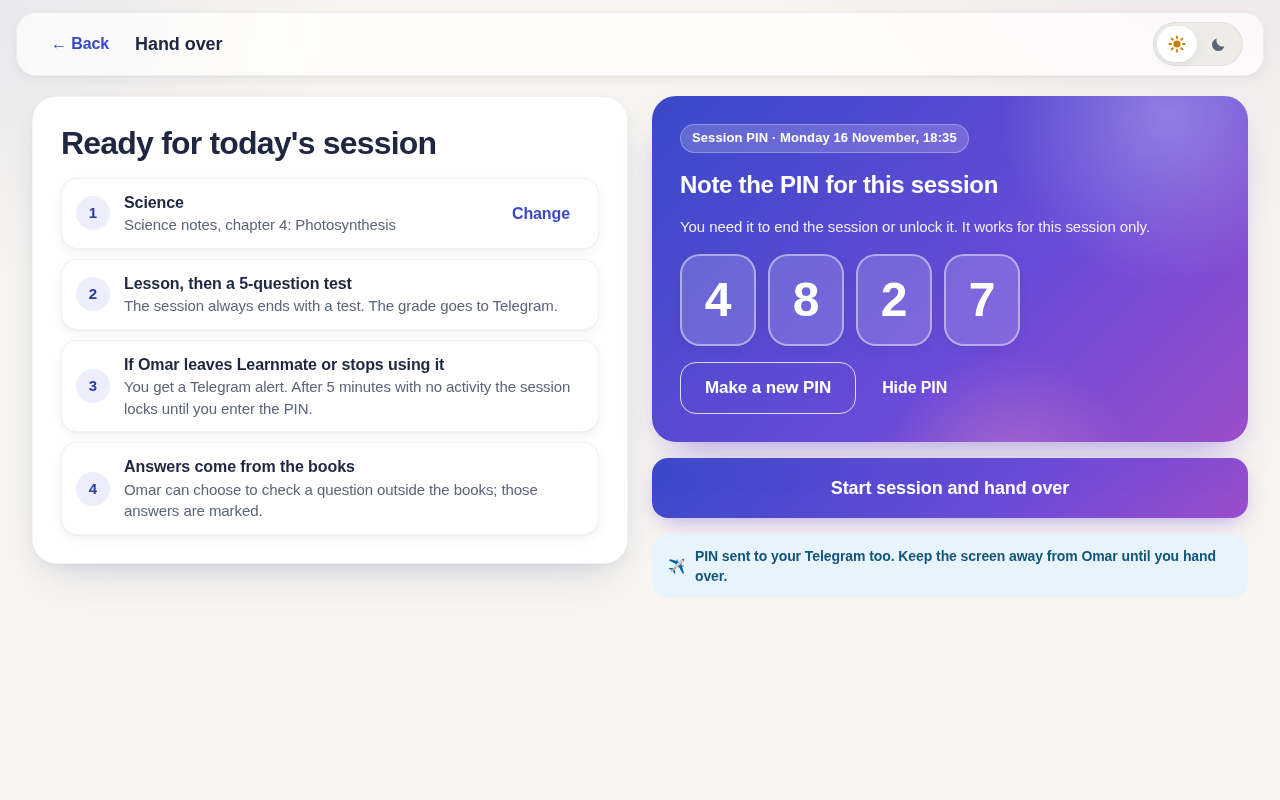 ← Back
Hand over
Ready for today's session
1
Science
Science notes, chapter 4: Photosynthesis
Change
2
Lesson, then a 5-question test
The session always ends with a test. The grade goes to Telegram.
3
If Omar leaves Learnmate or stops using it
You get a Telegram alert. After 5 minutes with no activity the session
locks until you enter the PIN.
4
Answers come from the books
Omar can choose to check a question outside the books; those
answers are marked.
Session PIN · Monday 16 November, 18:35
Note the PIN for this session
You need it to end the session or unlock it. It works for this session only.
4 8 2 7
Make a new PIN
Hide PIN
Start session and hand over
PIN sent to your Telegram too. Keep the screen away from Omar until you hand
over.